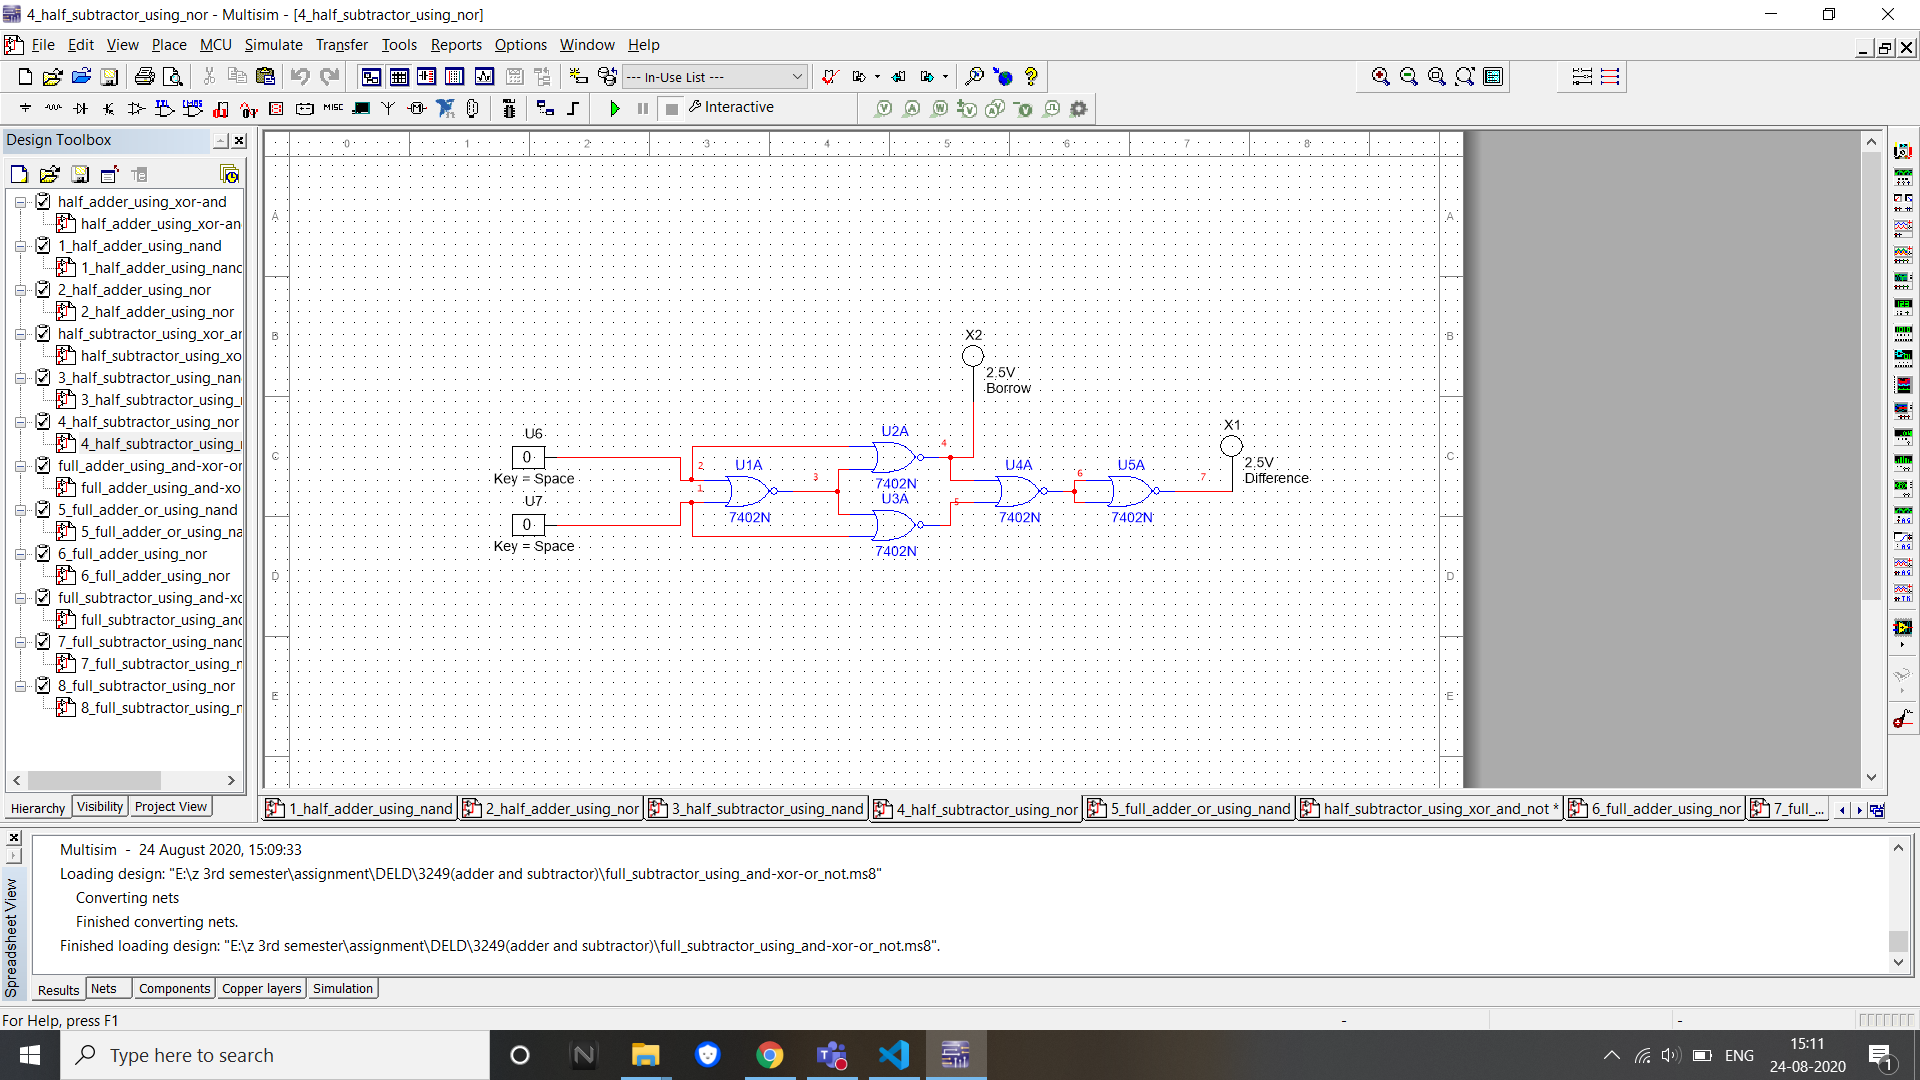 4_half_subtractor_using_nor - Multisim - [4_half_subtractor_using_nor]
File Edit View Place MCU Simulate Transfer Tools Reports Options Window Help
--- In-Use List ---
MISC
Interactive
Design Toolbox
half_adder_using_xor-and
half_adder_using_xor-an
1_half_adder_using_nand
1_half_adder_using_nanc
2_half_adder_using_nor
2_half_adder_using_nor
half_subtractor_using_xor_ar
half_subtractor_using_xo
3_half_subtractor_using_nan
3_half_subtractor_using_
4_half_subtractor_using_nor
4_half_subtractor_using_
full_adder_using_and-xor-or
full_adder_using_and-xo
5_full_adder_or_using_nand
5_full_adder_or_using_na
6_full_adder_using_nor
6_full_adder_using_nor
full_subtractor_using_and-xc
full_subtractor_using_anc
7_full_subtractor_using_nanc
7_full_subtractor_using_n
8_full_subtractor_using_nor
8_full_subtractor_using_n
Hierarchy Visibility Project View
0 1 2 3 4 5 6 7 8
A A
B B
C C
D D
E E
X2
2.5V
Borrow
X1
2.5V
Difference
U6
0
Key = Space
U7
0
Key = Space
U1A
7402N
U2A
7402N
U3A
7402N
U4A
7402N
U5A
7402N
2
1
3
4
5
6
7
1_half_adder_using_nand 2_half_adder_using_nor 3_half_subtractor_using_nand 4_half_subtractor_using_nor 5_full_adder_or_using_nand half_subtractor_using_xor_and_not * 6_full_adder_using_nor 7_full_...
Spreadsheet View
Multisim - 24 August 2020, 15:09:33
Loading design: "E:\z 3rd semester\assignment\DELD\3249(adder and subtractor)\full_subtractor_using_and-xor-or_not.ms8"
Converting nets
Finished converting nets.
Finished loading design: "E:\z 3rd semester\assignment\DELD\3249(adder and subtractor)\full_subtractor_using_and-xor-or_not.ms8".
Results Nets Components Copper layers Simulation
For Help, press F1 - -
Type here to search
ENG
15:11
24-08-2020
1